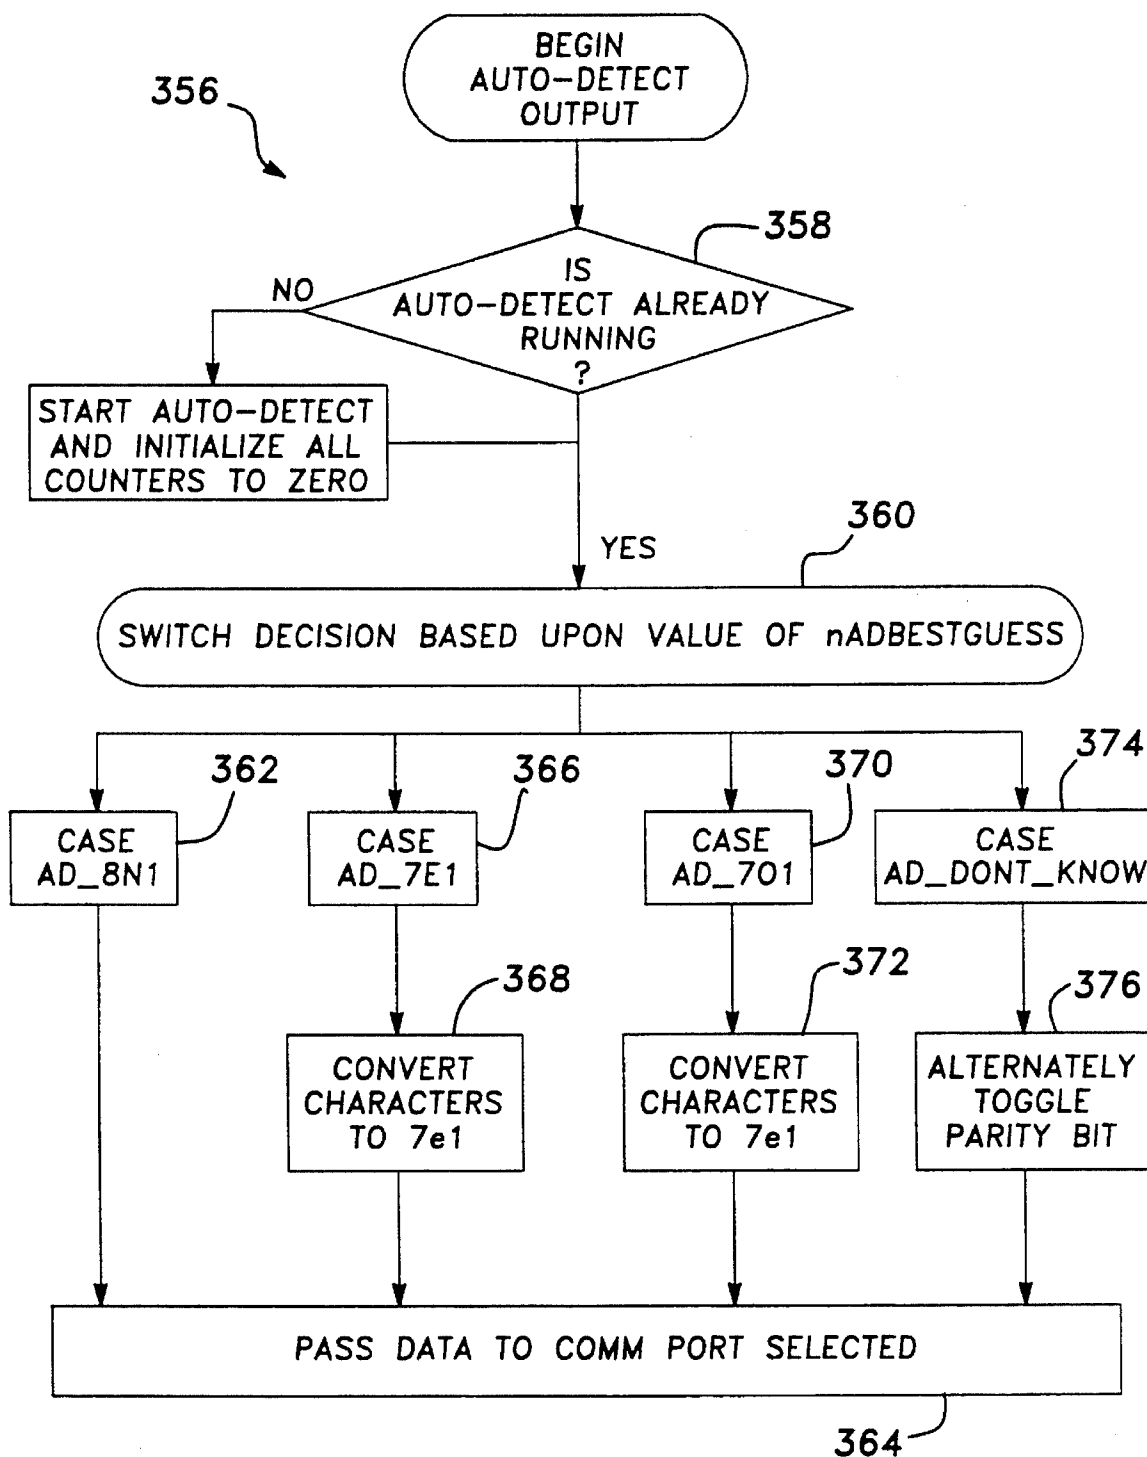 BEGIN
AUTO-DETECT
OUTPUT
356
358
IS
AUTO-DETECT ALREADY
RUNNING
?
NO
START AUTO-DETECT
AND INITIALIZE ALL
COUNTERS TO ZERO
YES
360
SWITCH DECISION BASED UPON VALUE OF nADBESTGUESS
362
366
370
374
CASE
AD_8N1
CASE
AD_7E1
CASE
AD_7O1
CASE
AD_DONT_KNOW
368
372
376
CONVERT
CHARACTERS
TO 7e1
CONVERT
CHARACTERS
TO 7e1
ALTERNATELY
TOGGLE
PARITY BIT
PASS DATA TO COMM PORT SELECTED
364